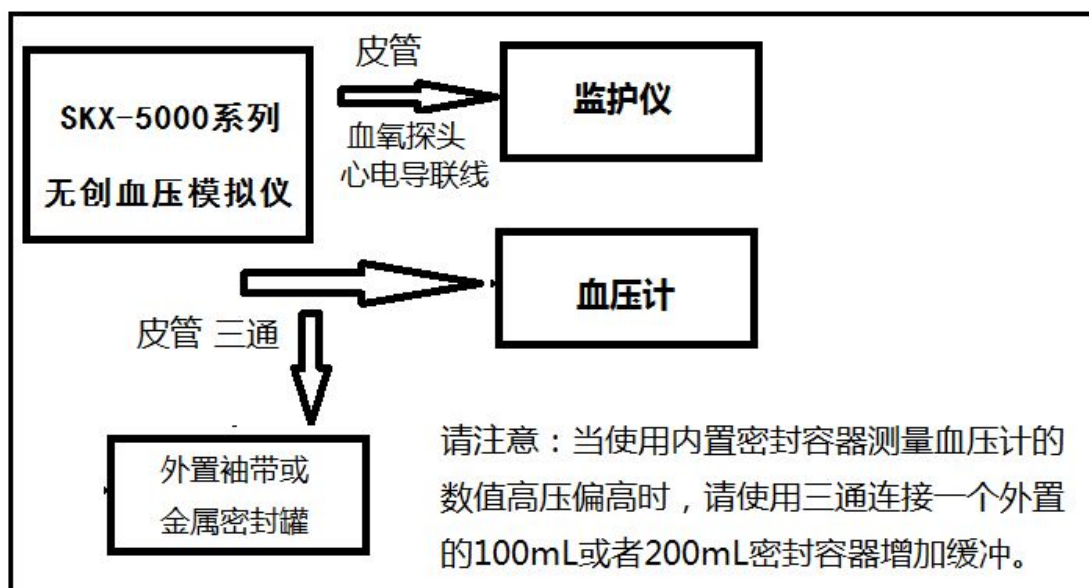 皮管
SKX-5000系列
无创血压模拟仪
血氧探头
心电导联线
监护仪
血压计
皮管 三通
外置袖带或
金属密封罐
请注意：当使用内置密封容器测量血压计的
数值高压偏高时，请使用三通连接一个外置
的100mL或者200mL密封容器增加缓冲。